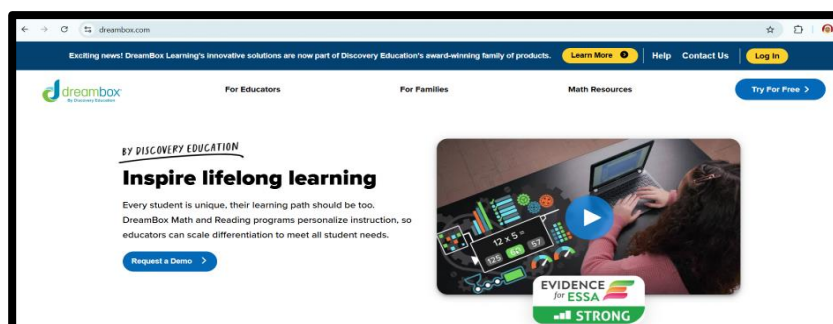 dreambox.com
Exciting news! DreamBox Learning's innovative solutions are now part of Discovery Education's award-winning family of products. Learn More Help Contact Us Log In
dreambox
By Discovery Education
For Educators For Families Math Resources Try For Free
BY DISCOVERY EDUCATION
Inspire lifelong learning
Every student is unique, their learning path should be too.
DreamBox Math and Reading programs personalize instruction, so
educators can scale differentiation to meet all student needs.
Request a Demo
12 x 5 =
125 60 57
EVIDENCE
for ESSA
STRONG